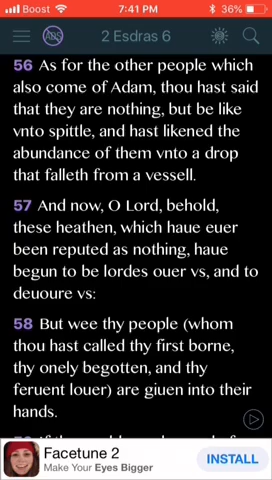 Boost 7:41 PM 36%
ADS 2 Esdras 6
56 As for the other people which
also come of Adam, thou hast said
that they are nothing, but be like
vnto spittle, and hast likened the
abundance of them vnto a drop
that falleth from a vessell.
57 And now, O Lord, behold,
these heathen, which haue euer
been reputed as nothing, haue
begun to be lordes ouer vs, and to
deuoure vs:
58 But wee thy people (whom
thou hast called thy first borne,
thy onely begotten, and thy
feruent louer) are giuen into their
hands.
Facetune 2
Make Your Eyes Bigger
INSTALL